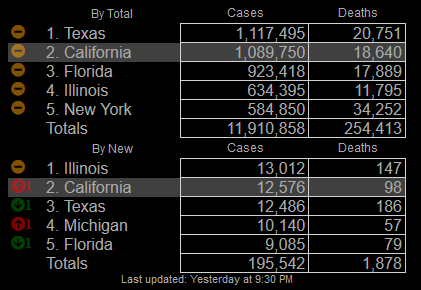 By Total Cases Deaths
1. Texas 1,117,495 20,751
2. California 1,089,750 18,640
3. Florida 923,418 17,889
4. Illinois 634,395 11,795
5. New York 584,850 34,252
Totals 11,910,858 254,413
By New Cases Deaths
1. Illinois 13,012 147
1 2. California 12,576 98
1 3. Texas 12,486 186
1 4. Michigan 10,140 57
1 5. Florida 9,085 79
Totals 195,542 1,878
Last updated: Yesterday at 9:30 PM